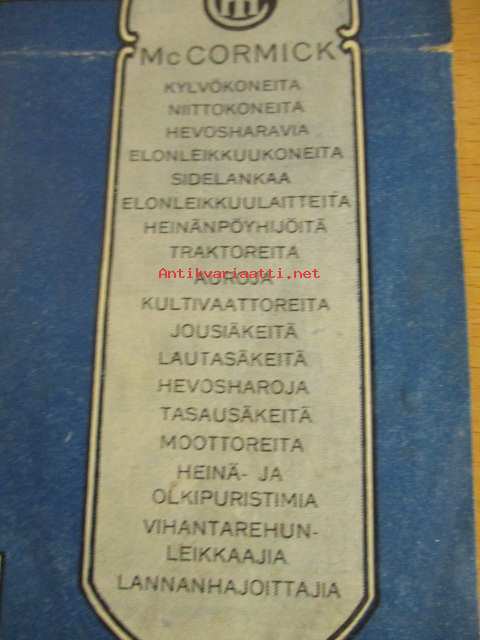 McCORMICK
KYLVÖKONEITA
NIITTOKONEITA
HEVOSHARAVIA
ELONLEIKKUUKONEITA
SIDELANKAA
ELONLEIKKUULAITTEITA
HEINÄNPÖYHIJÖITÄ
TRAKTOREITA
Antikvariaatti.net
AUROJA
KULTIVAATTOREITA
JOUSIÄKEITÄ
LAUTASÄKEITÄ
HEVOSHAROJA
TASAUSÄKEITÄ
MOOTTOREITA
HEINÄ- JA
OLKIPURISTIMIA
VIHANTAREHUN-
LEIKKAAJIA
LANNANHAJOITTAJIA